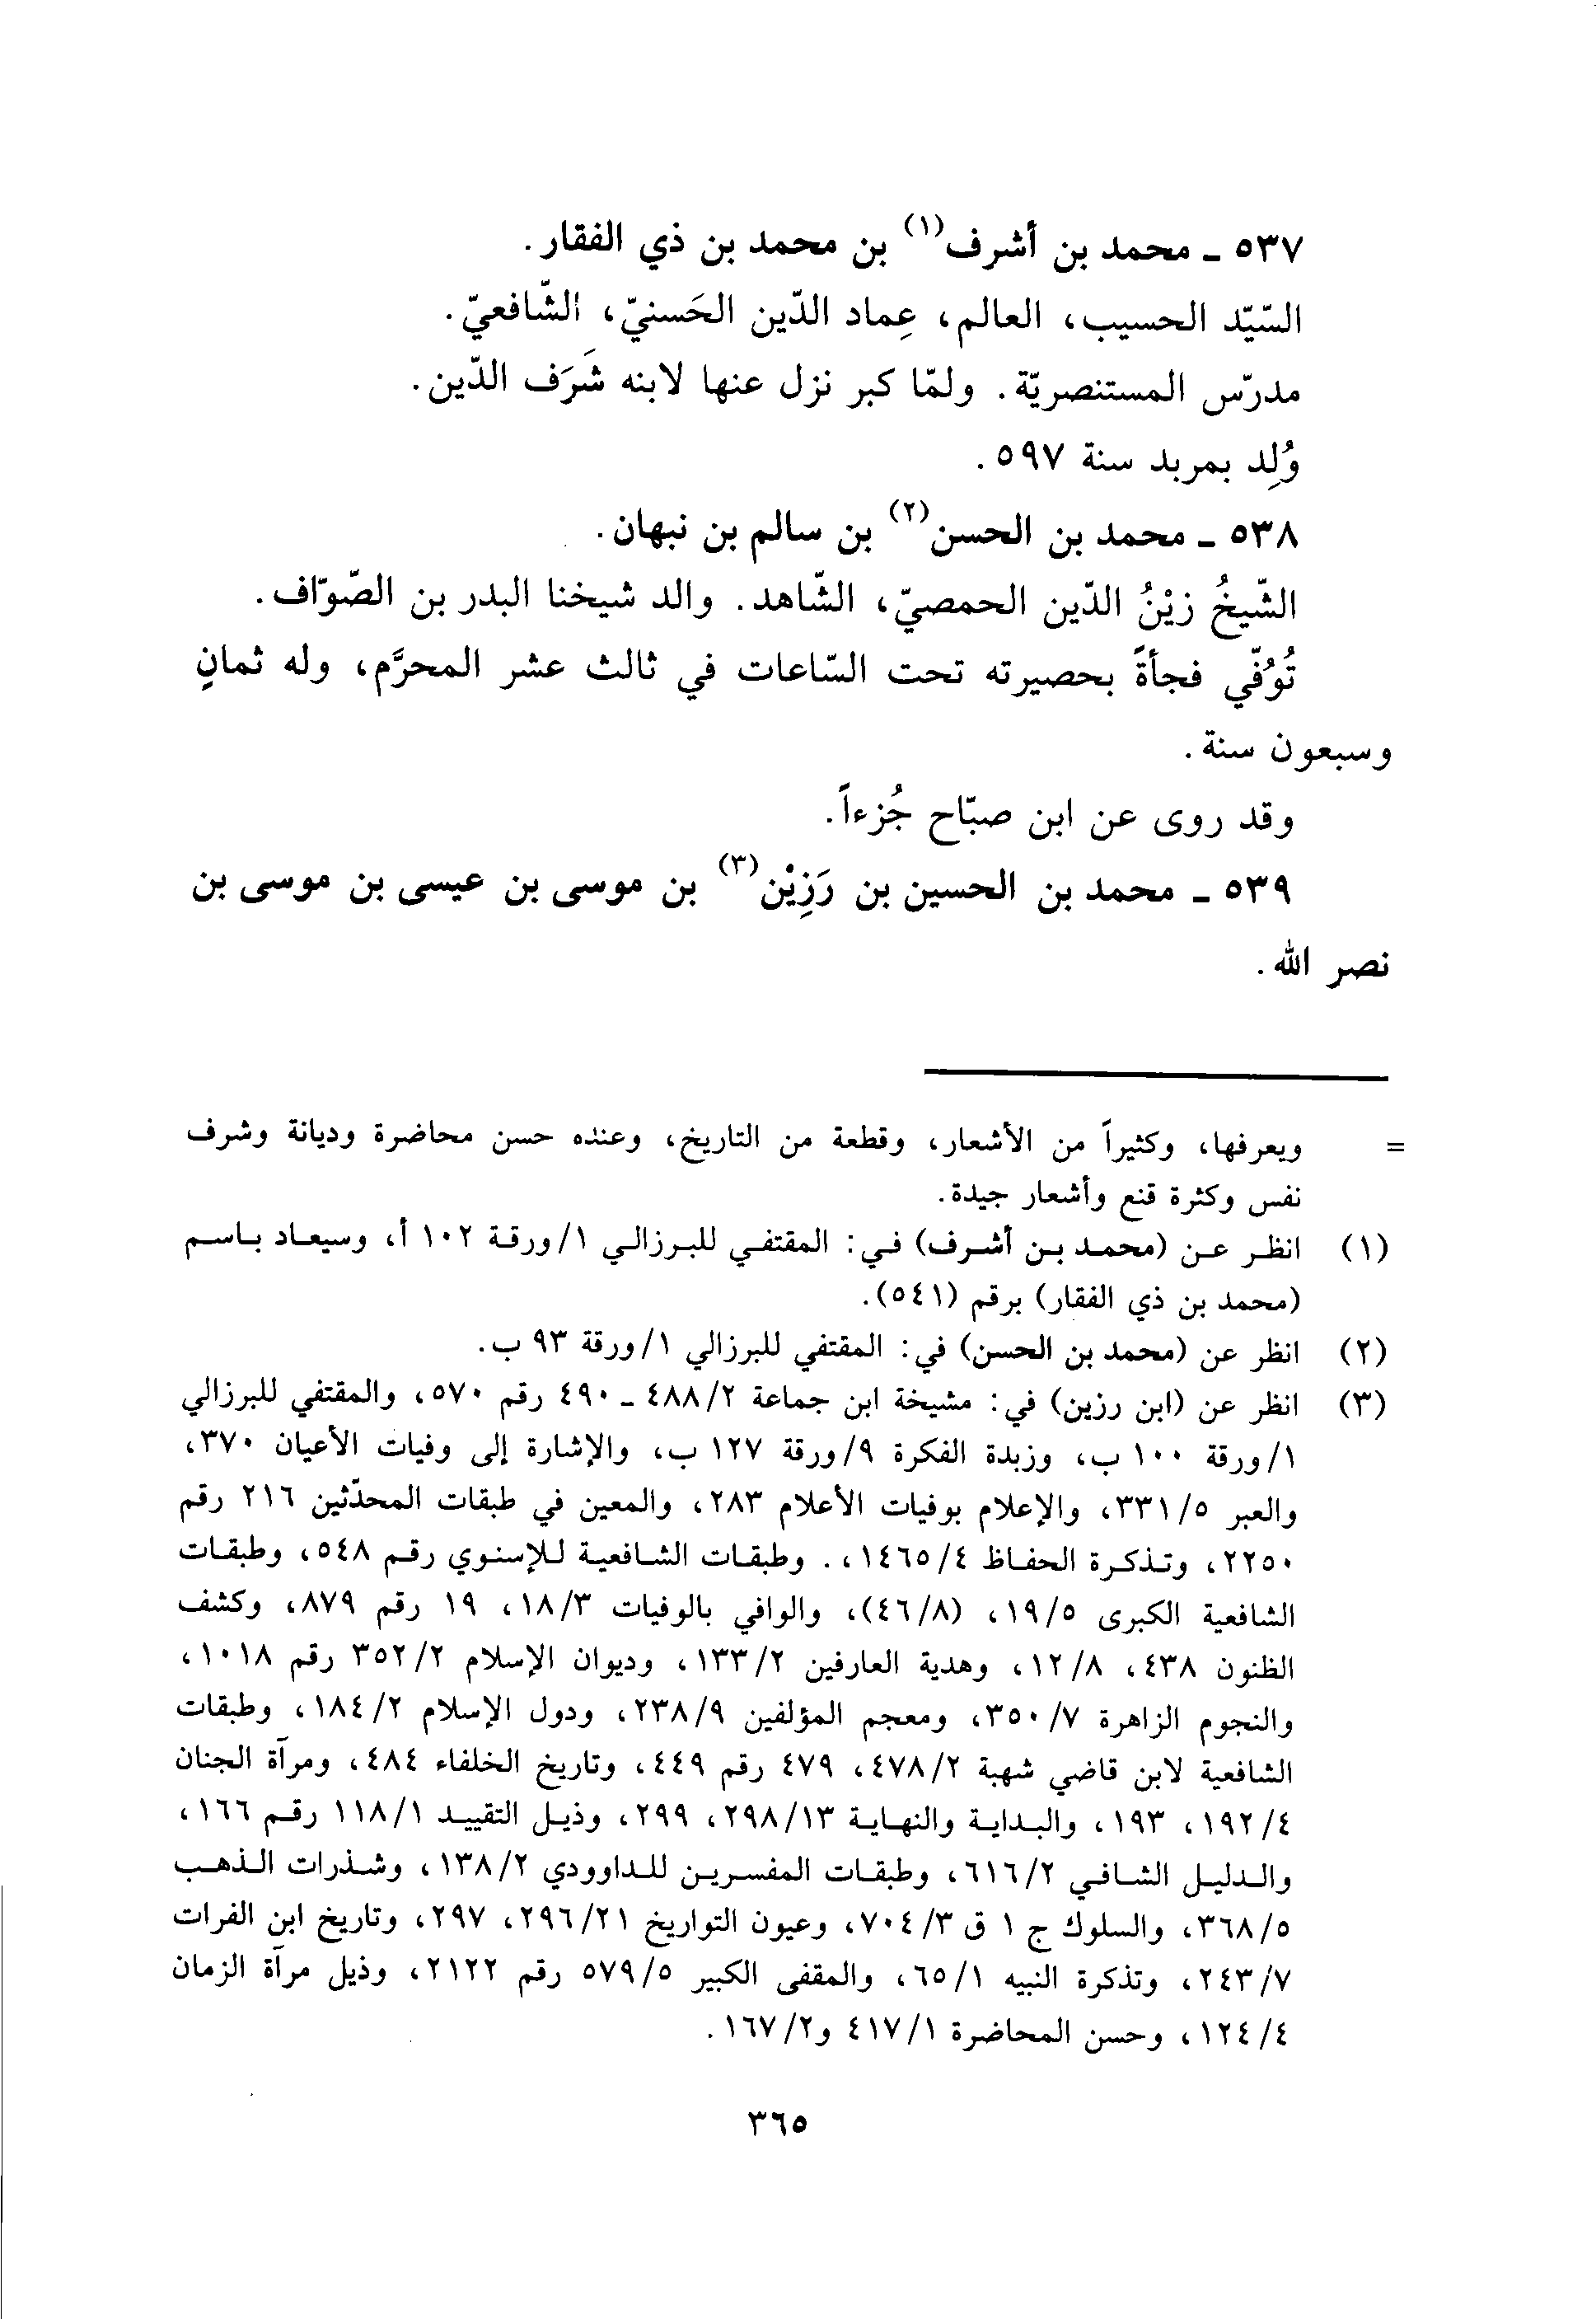 ٥٣٧ ـ محمد بن أشرف(١) بن محمد بن ذي الفقار.
السّيّد الحسيب، العالم، عِماد الدّين الحَسنيّ، الشّافعيّ.
مدرّس المستنصريّة. ولمّا كبر نزل عنها لابنه شَرَف الدّين.
وُلِد بمربد سنة ٥٩٧.
٥٣٨ ـ محمد بن الحسن(٢) بن سالم بن نبهان.
الشّيخُ زيْنُ الدّين الحمصيّ، الشّاهد. والد شيخنا البدر بن الصّوّاف.
تُوُفّي فجأةً بحصيرته تحت السّاعات في ثالث عشر المحرَّم، وله ثمانٍ
وسبعون سنة.
وقد روى عن ابن صبّاح جُزءاً.
٥٣٩ ـ محمد بن الحسين بن رَزِيْن(٣) بن موسى بن عيسى بن موسى بن
نصر الله.
= ويعرفها، وكثيراً من الأشعار، وقطعة من التاريخ، وعنده حسن محاضرة وديانة وشرف
نفس وكثرة قنع وأشعار جيدة.
(١) انظر عن (محمد بن أشرف) في: المقتفي للبرزالي ١/ورقة ١٠٢ أ، وسيعاد باسم
(محمد بن ذي الفقار) برقم (٥٤١).
(٢) انظر عن (محمد بن الحسن) في: المقتفي للبرزالي ١/ورقة ٩٣ ب.
(٣) انظر عن (ابن رزين) في: مشيخة ابن جماعة ٤٨٨/٢ ـ ٤٩٠ رقم ٥٧٠، والمقتفي للبرزالي
١/ورقة ١٠٠ ب، وزبدة الفكرة ٩/ورقة ١٢٧ ب، والإشارة إلى وفيات الأعيان ٣٧٠،
والعبر ٣٣١/٥، والإعلام بوفيات الأعلام ٢٨٣، والمعين في طبقات المحدّثين ٢١٦ رقم
٢٢٥٠، وتذكرة الحفاظ ١٤٦٥/٤،. وطبقات الشافعية للإسنوي رقم ٥٤٨، وطبقات
الشافعية الكبرى ١٩/٥، (٤٦/٨)، والوافي بالوفيات ١٨/٣، ١٩ رقم ٨٧٩، وكشف
الظنون ٤٣٨، ١٢/٨، وهدية العارفين ١٣٣/٢، وديوان الإسلام ٣٥٢/٢ رقم ١٠١٨،
والنجوم الزاهرة ٣٥٠/٧، ومعجم المؤلفين ٢٣٨/٩، ودول الإسلام ١٨٤/٢، وطبقات
الشافعية لابن قاضي شهبة ٤٧٨/٢، ٤٧٩ رقم ٤٤٩، وتاريخ الخلفاء ٤٨٤، ومرآة الجنان
١٩٢/٤، ١٩٣، والبداية والنهاية ٢٩٨/١٣، ٢٩٩، وذيل التقييد ١١٨/١ رقم ١٦٦،
والدليل الشافي ٦١٦/٢، وطبقات المفسرين للداوودي ١٣٨/٢، وشذرات الذهب
٣٦٨/٥، والسلوك ج ١ ق ٧٠٤/٣، وعيون التواريخ ٢٩٦/٢١، ٢٩٧، وتاريخ ابن الفرات
٢٤٣/٧، وتذكرة النبيه ٦٥/١، والمقفى الكبير ٥٧٩/٥ رقم ٢١٢٢، وذيل مرآة الزمان
١٢٤/٤، وحسن المحاضرة ٤١٧/١ و١٦٧/٢.
٣٦٥